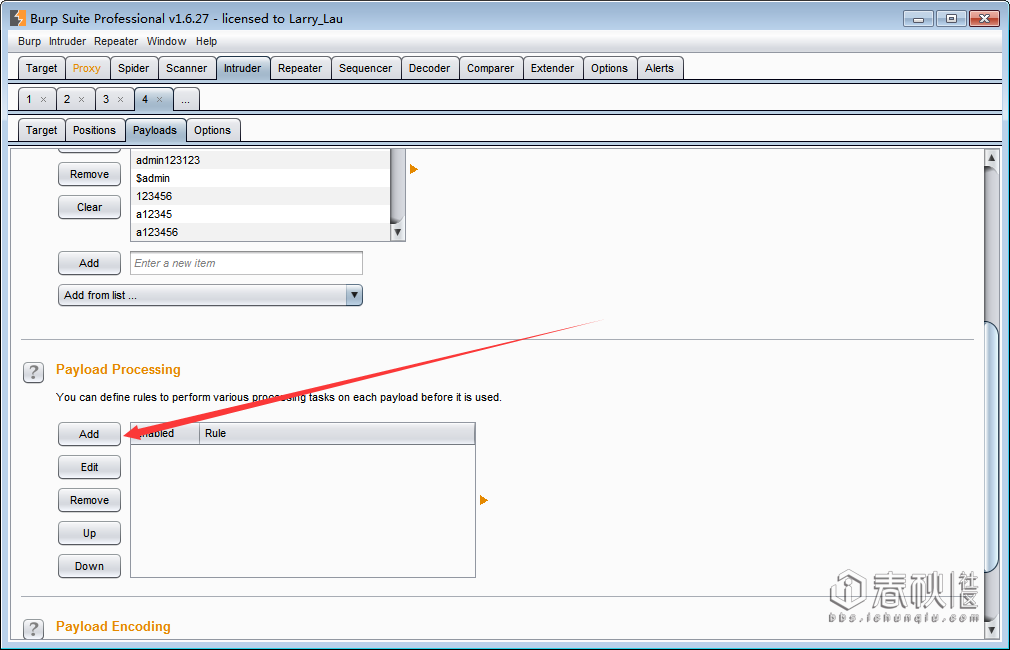 Burp Suite Professional v1.6.27 - licensed to Larry_Lau
Burp Intruder Repeater Window Help
Target Proxy Spider Scanner Intruder Repeater Sequencer Decoder Comparer Extender Options Alerts
1 × 2 × 3 × 4 × ...
Target Positions Payloads Options
admin123123
Remove
$admin
123456
Clear
a12345
a123456
Add
Enter a new item
Add from list ...
? Payload Processing
You can define rules to perform various processing tasks on each payload before it is used.
Add
Enabled Rule
Edit
Remove
Up
Down
春秋社区
bbs.ichunqiu.com
? Payload Encoding